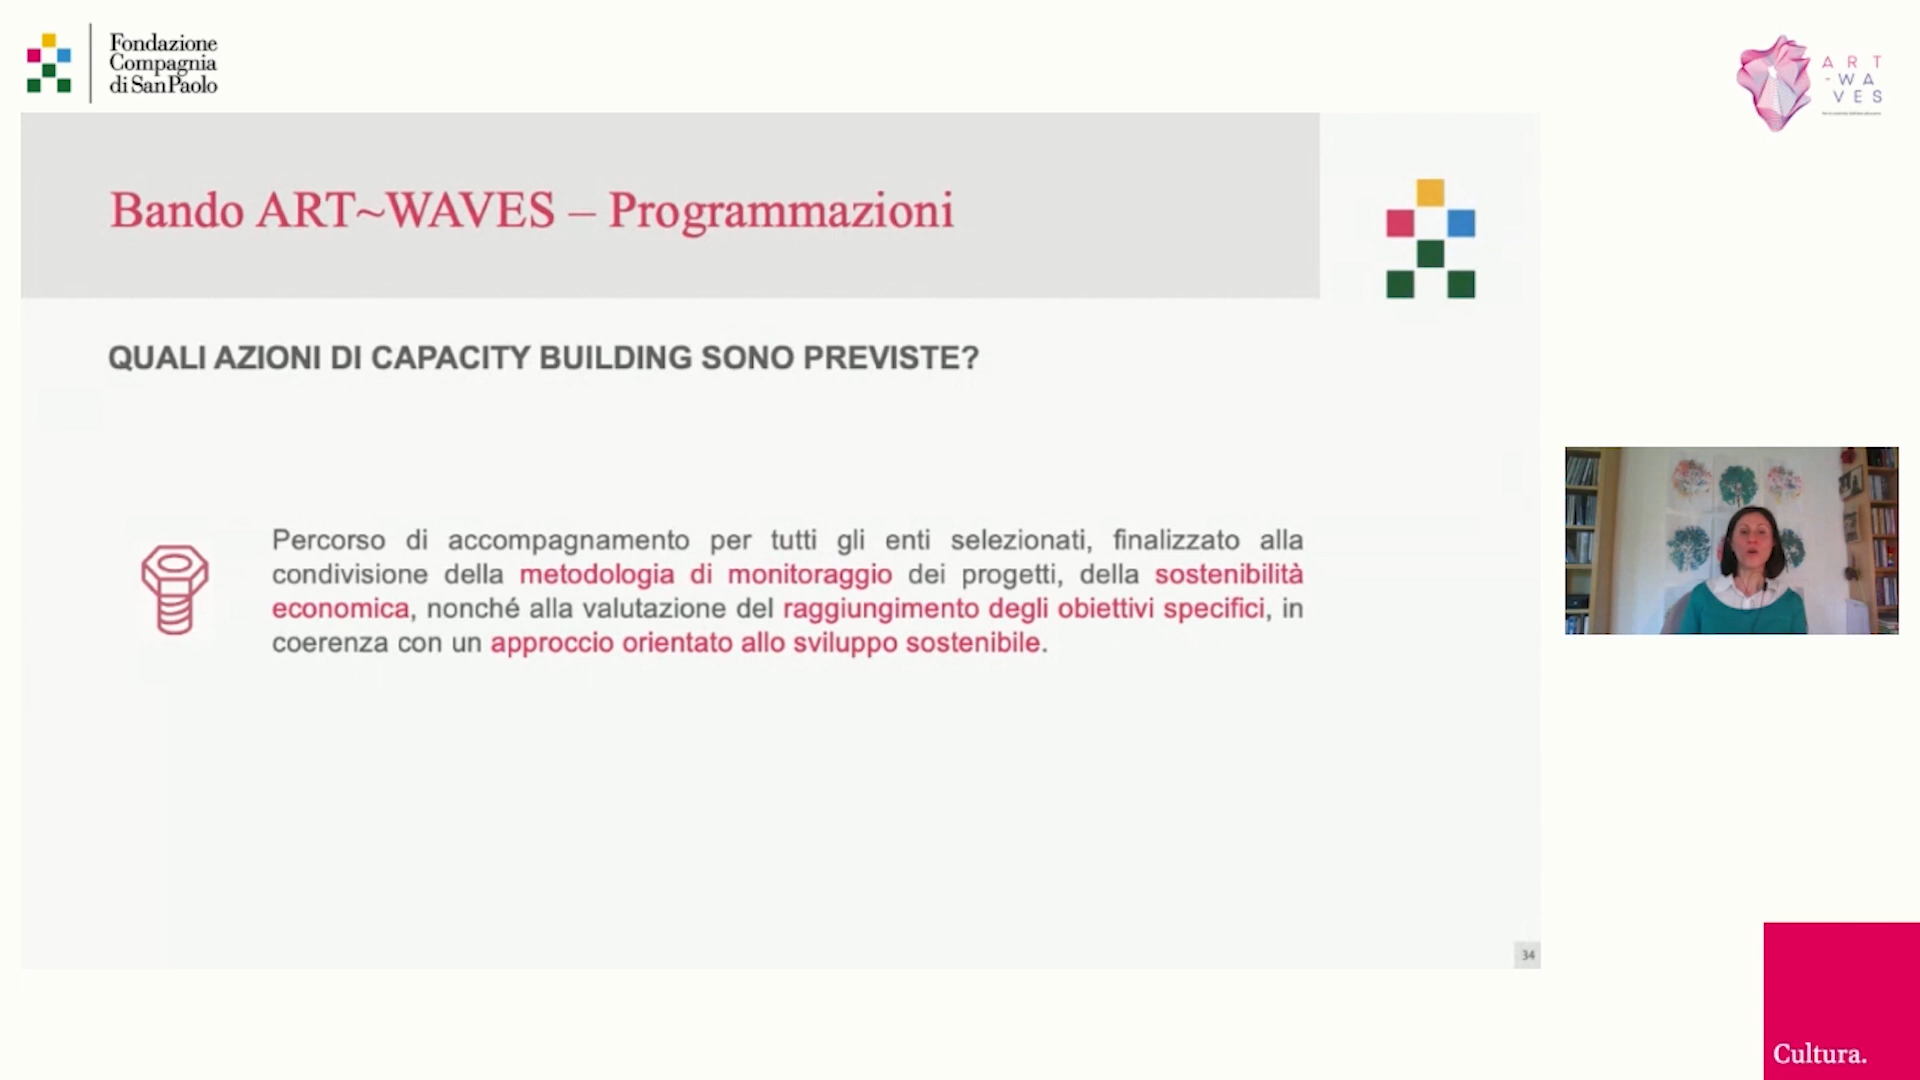 Fondazione
Compagnia
di San Paolo
A R T
-WA
VES
Bando ART~WAVES – Programmazioni
QUALI AZIONI DI CAPACITY BUILDING SONO PREVISTE?
Percorso di accompagnamento per tutti gli enti selezionati, finalizzato alla
condivisione della metodologia di monitoraggio dei progetti, della sostenibilità
economica, nonché alla valutazione del raggiungimento degli obiettivi specifici, in
coerenza con un approccio orientato allo sviluppo sostenibile.
34
Cultura.